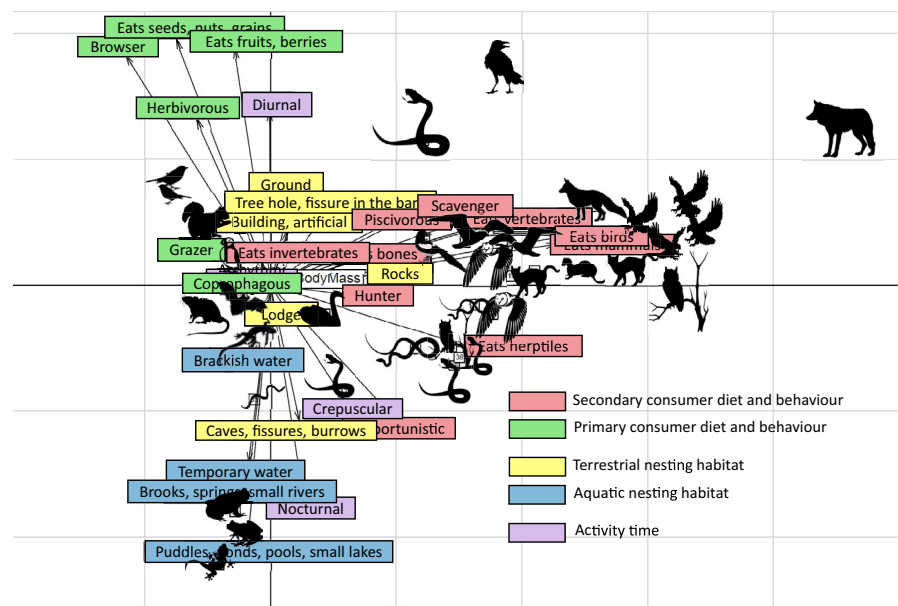 Eats seeds, nuts, grains
Eats fruits, berries
Browser
Herbivorous
Diurnal
Ground
Tree hole, fissure in the bar
Scavenger
Building, artificial
Piscivorous
Eats vertebrates
Eats birds
Grazer
Eats invertebrates
s bones
Rocks
BodyMass
Coprophagous
Hunter
Lodge
Eats herptiles
Brackish water
Secondary consumer diet and behaviour
Crepuscular
Primary consumer diet and behaviour
Caves, fissures, burrows
portunistic
Terrestrial nesting habitat
Temporary water
Brooks, springs, small rivers
Aquatic nesting habitat
Nocturnal
Activity time
Puddles, ponds, pools, small lakes